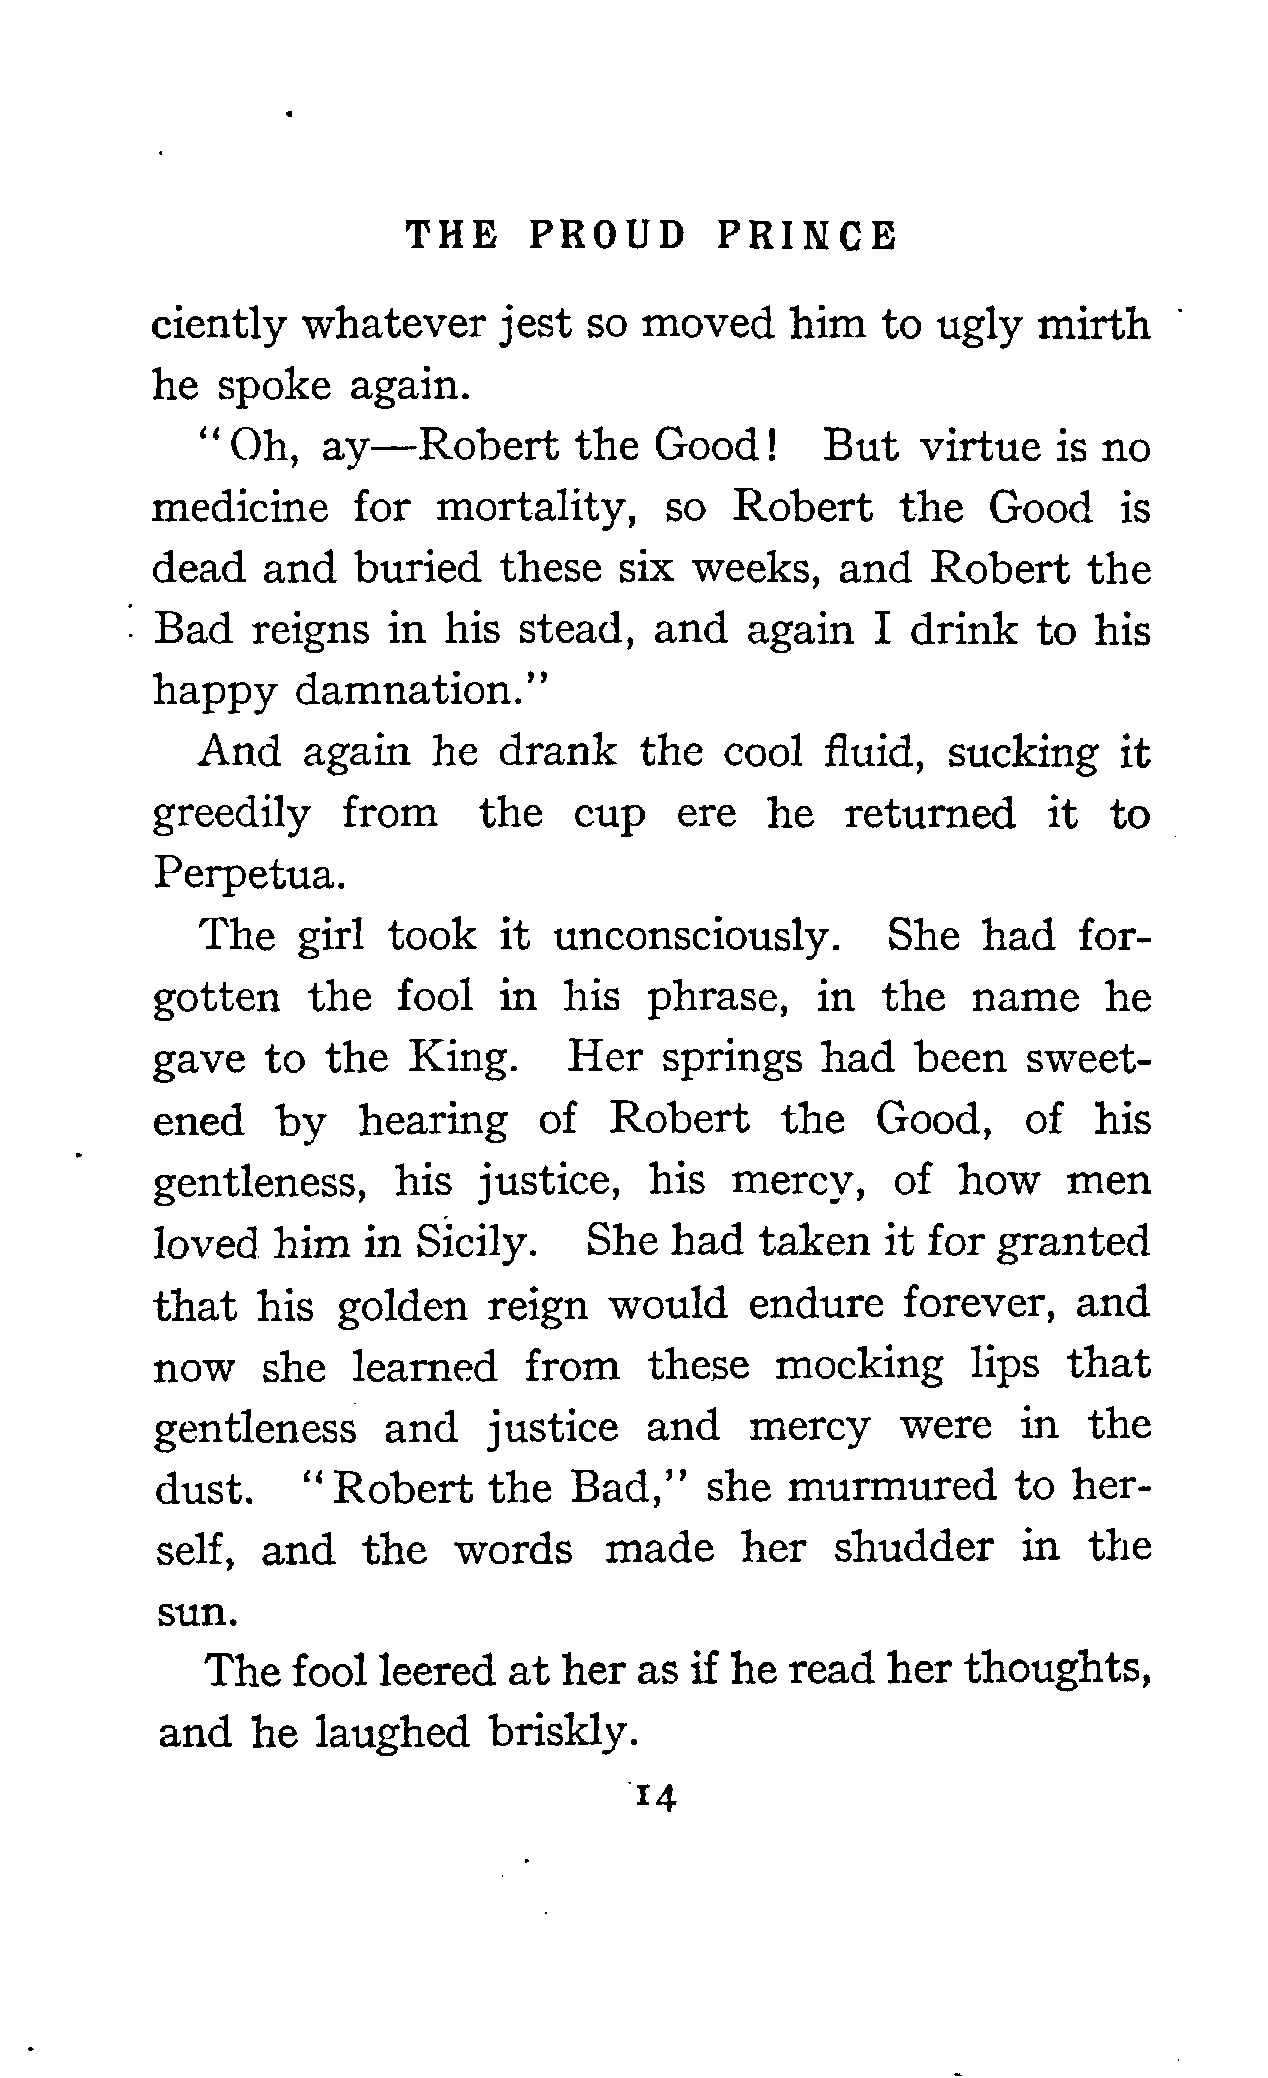 THE PROUD PRINCE
ciently whatever jest so moved him to ugly mirth
he spoke again.
"Oh, ay—Robert the Good! But virtue is no
medicine for mortality, so Robert the Good is
dead and buried these six weeks, and Robert the
Bad reigns in his stead, and again I drink to his
happy damnation."
And again he drank the cool fluid, sucking it
greedily from the cup ere he returned it to
Perpetua.
The girl took it unconsciously. She had for-
gotten the fool in his phrase, in the name he
gave to the King. Her springs had been sweet-
ened by hearing of Robert the Good, of his
gentleness, his justice, his mercy, of how men
loved him in Sicily. She had taken it for granted
that his golden reign would endure forever, and
now she learned from these mocking lips that
gentleness and justice and mercy were in the
dust. "Robert the Bad," she murmured to her-
self, and the words made her shudder in the
sun.
The fool leered at her as if he read her thoughts,
and he laughed briskly.
14